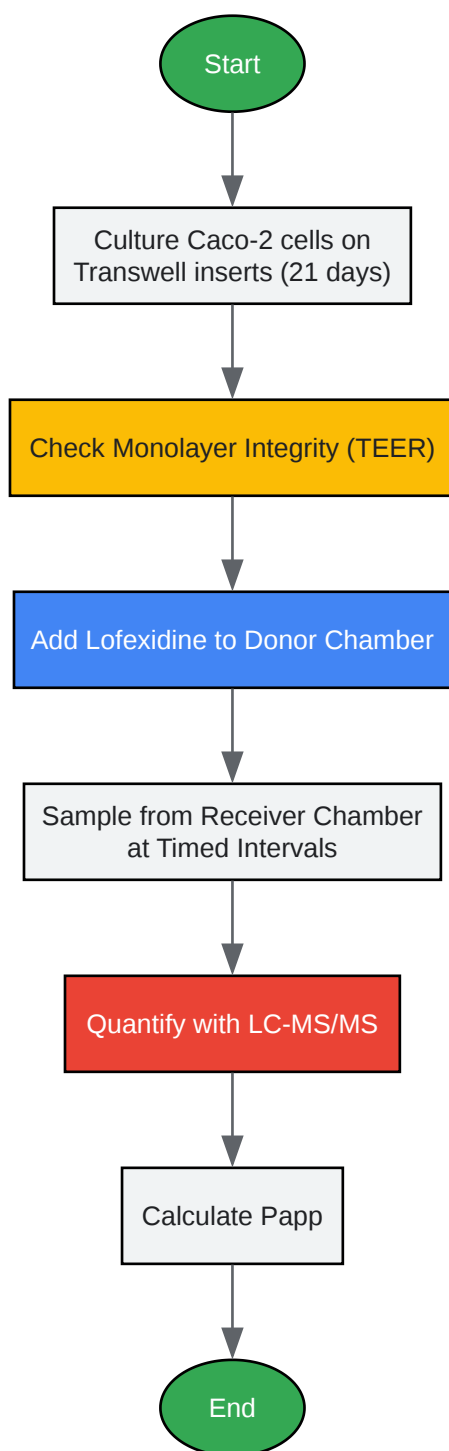 Start
Culture Caco-2 cells on
Transwell inserts (21 days)
Check Monolayer Integrity (TEER)
Add Lofexidine to Donor Chamber
Sample from Receiver Chamber
at Timed Intervals
Quantify with LC-MS/MS
Calculate Papp
End